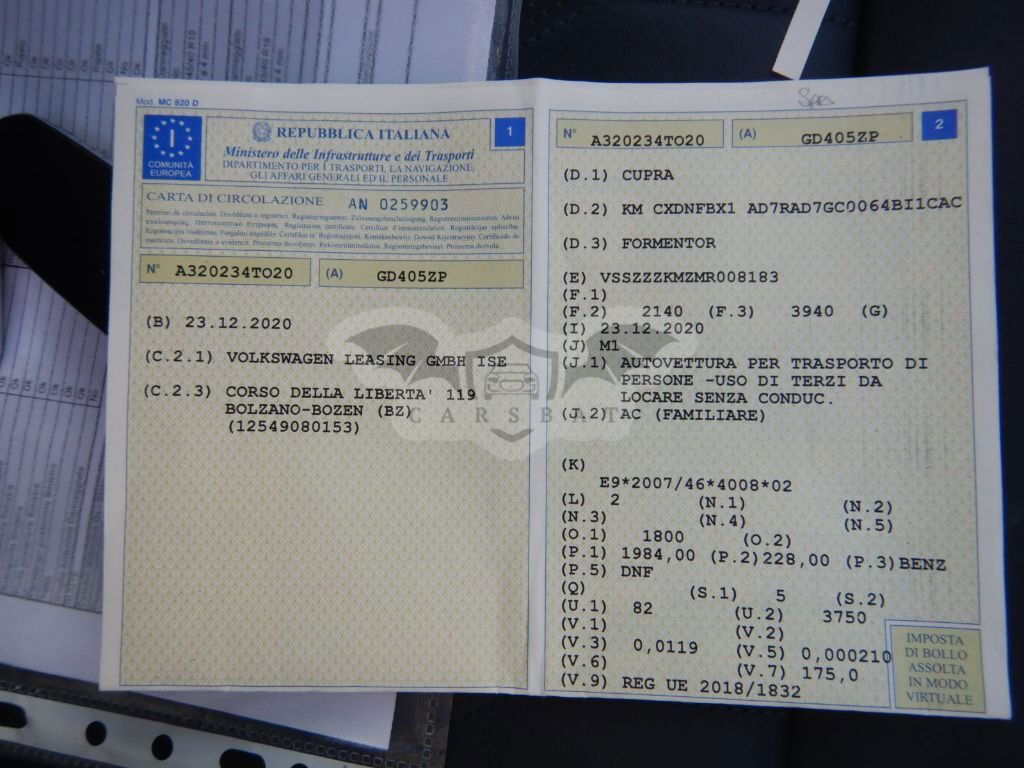 Mod. MC 820 D
I
COMUNITÀ
EUROPEA
REPUBBLICA ITALIANA
1
Ministero delle Infrastrutture e dei Trasporti
DIPARTIMENTO PER I TRASPORTI, LA NAVIGAZIONE,
GLI AFFARI GENERALI ED IL PERSONALE
CARTA DI CIRCOLAZIONE AN 0259903
N° A320234TO20 (A) GD405ZP
(B) 23.12.2020
(C.2.1) VOLKSWAGEN LEASING GMBH ISE
(C.2.3) CORSO DELLA LIBERTA' 119
BOLZANO-BOZEN (BZ)
(12549080153)
CARSBAT
N° A320234TO20 (A) GD405ZP
2
(D.1) CUPRA
(D.2) KM CXDNFBX1 AD7RAD7GC0064BI1CAC
(D.3) FORMENTOR
(E) VSSZZZKMZMR008183
(F.1)
(F.2) 2140 (F.3) 3940 (G)
(I) 23.12.2020
(J) M1
(J.1) AUTOVETTURA PER TRASPORTO DI
PERSONE -USO DI TERZI DA
LOCARE SENZA CONDUC.
(J.2) AC (FAMILIARE)
(K)
E9*2007/46*4008*02
(L) 2 (N.1) (N.2)
(N.3) (N.4) (N.5)
(O.1) 1800 (O.2)
(P.1) 1984,00 (P.2) 228,00 (P.3) BENZ
(P.5) DNF
(Q) (S.1) 5 (S.2)
(U.1) 82 (U.2) 3750
(V.1) (V.2)
(V.3) 0,0119 (V.5) 0,000210
(V.6) (V.7) 175,0
(V.9) REG UE 2018/1832
IMPOSTA
DI BOLLO
ASSOLTA
IN MODO
VIRTUALE